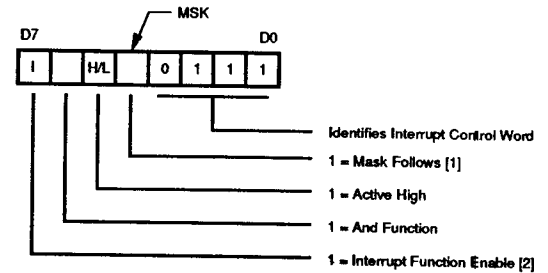 MSK
D7 D0
I H/L 0 1 1 1
Identifies Interrupt Control Word
1 = Mask Follows [1]
1 = Active High
1 = And Function
1 = Interrupt Function Enable [2]